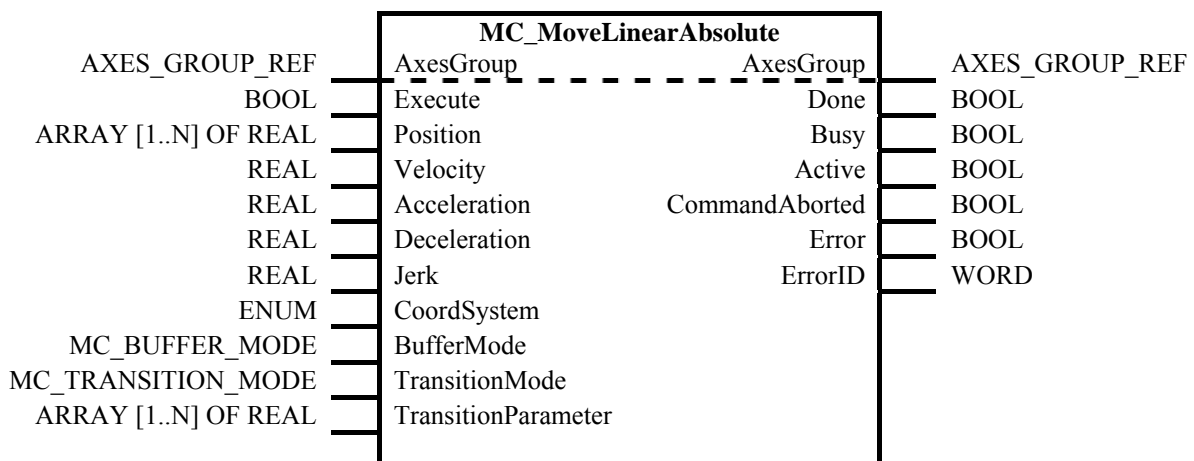 MC_MoveLinearAbsolute
AXES_GROUP_REF AxesGroup AxesGroup AXES_GROUP_REF
BOOL Execute Done BOOL
ARRAY [1..N] OF REAL Position Busy BOOL
REAL Velocity Active BOOL
REAL Acceleration CommandAborted BOOL
REAL Deceleration Error BOOL
REAL Jerk ErrorID WORD
ENUM CoordSystem
MC_BUFFER_MODE BufferMode
MC_TRANSITION_MODE TransitionMode
ARRAY [1..N] OF REAL TransitionParameter